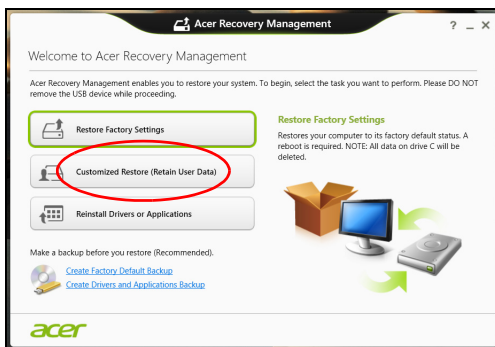 Acer Recovery Management
? _ ×
Welcome to Acer Recovery Management
Acer Recovery Management enables you to restore your system. To begin, select the task you want to perform. Please DO NOT
remove the USB device while proceeding.
Restore Factory Settings
Customized Restore (Retain User Data)
Reinstall Drivers or Applications
Restore Factory Settings
Restores your computer to its factory default status. A
reboot is required. NOTE: All data on drive C will be
deleted.
Make a backup before you restore (Recommended).
Create Factory Default Backup
Create Drivers and Applications Backup
acer